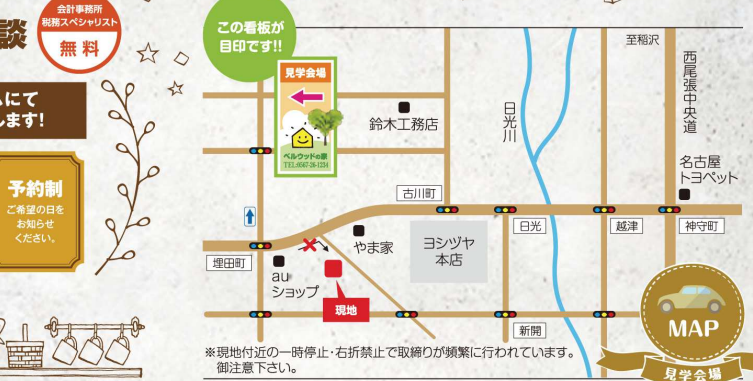 会計事務所
税務スペシャリスト
無料
談
にて
します!
予約制
ご希望の日を
お知らせ
ください。
この看板が
目印です!!
見学会場
ベルウッドの家
TEL:0567-26-1234
鈴木工務店
日光川
至稲沢
西尾張中央道
名古屋
トヨペット
古川町
日光
越津
神守町
埋田町
やま家
ヨシヅヤ
本店
au
ショップ
現地
新開
※現地付近の一時停止・右折禁止で取締りが頻繁に行われています。
御注意下さい。
MAP
見学会場